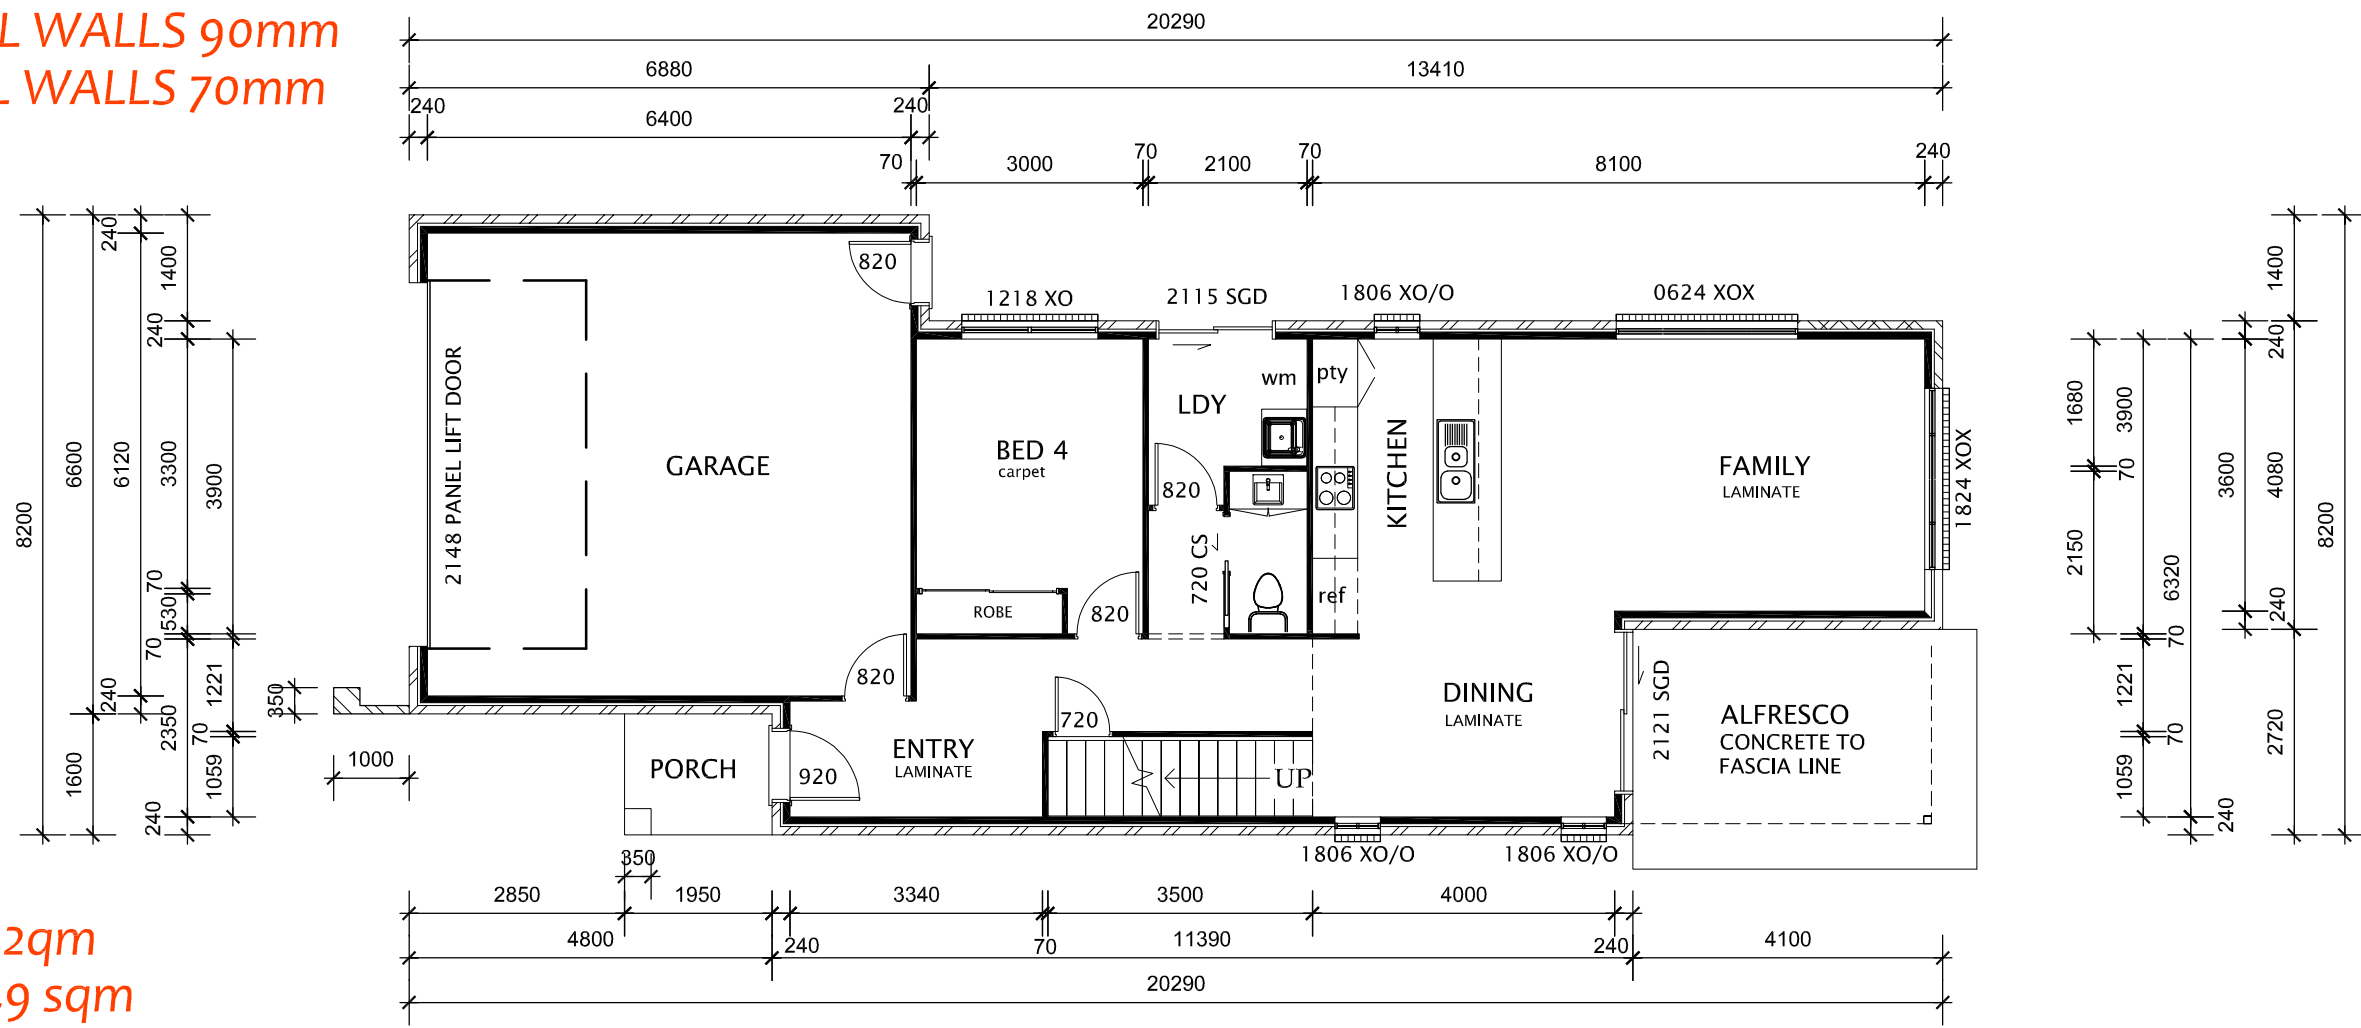 L WALLS 90mm
L WALLS 70mm
20290
6880
13410
240
6400
240
70
3000
70
2100
70
8100
240
8200
6600
1600
240
6120
240
1400
240
3300
70
530
70
2350
240
3900
1221
70
1059
350
1000
820
1218 XO
2115 SGD
1806 XO/O
0624 XOX
2148 PANEL LIFT DOOR
GARAGE
BED 4
carpet
LDY
wm
pty
KITCHEN
FAMILY
LAMINATE
1824 XOX
820
720 CS
ref
ROBE
820
820
720
ENTRY
LAMINATE
PORCH
920
UP
DINING
LAMINATE
2121 SGD
ALFRESCO
CONCRETE TO
FASCIA LINE
1806 XO/O
1806 XO/O
1680
70
2150
3900
70
1221
70
1059
6320
240
3600
240
1400
240
4080
2720
8200
350
2850
1950
3340
3500
4000
4800
240
70
11390
240
4100
20290
2qm
49 sqm